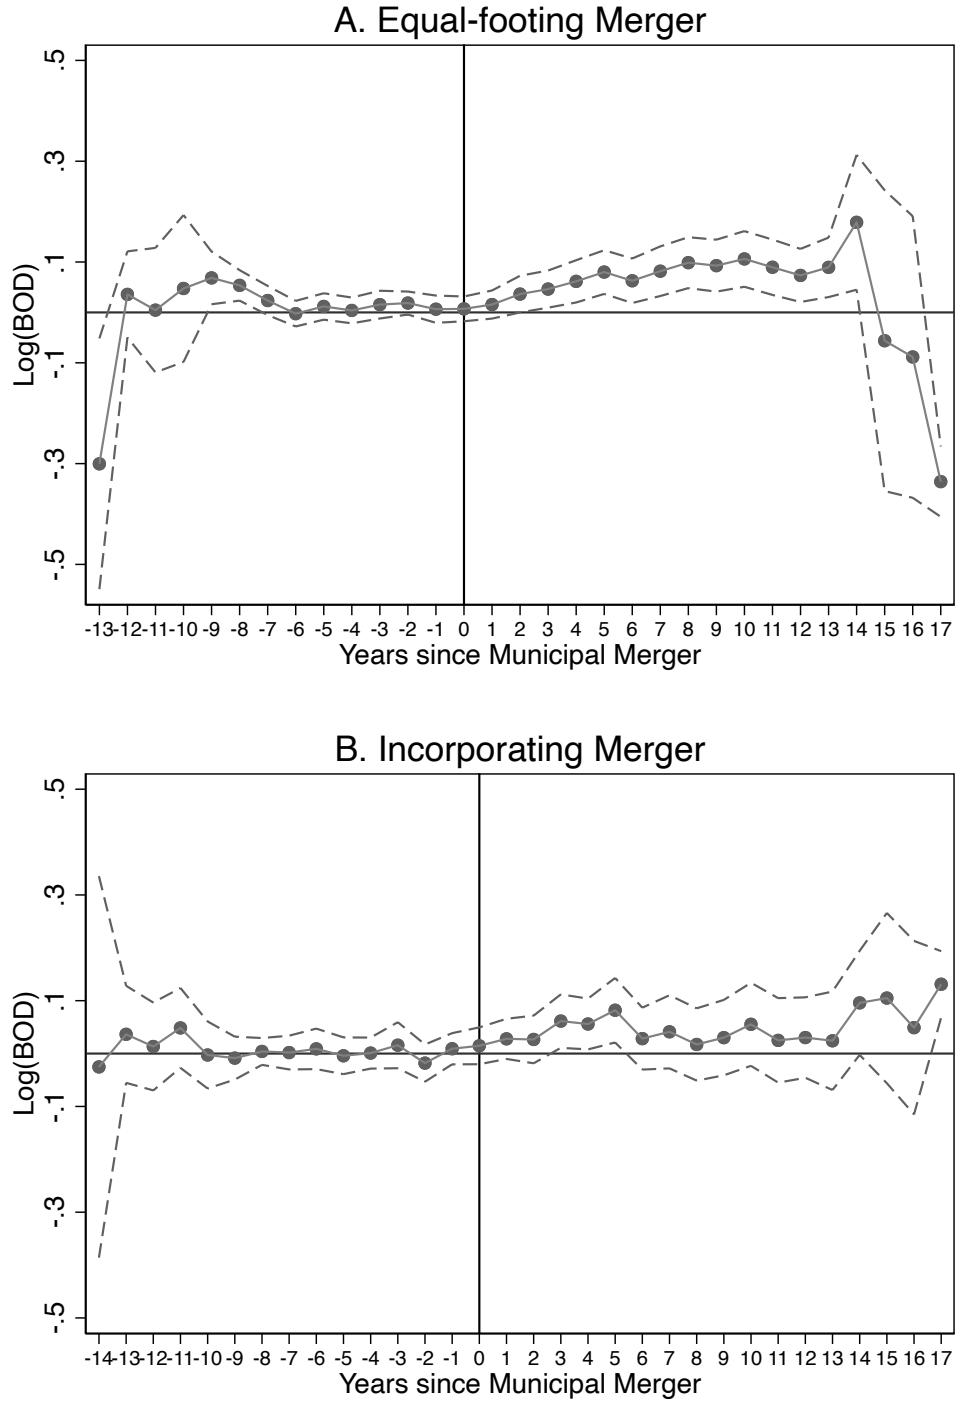 A. Equal-footing Merger
.5
.3
.1
-.1
-.3
-.5
Log(BOD)
-13 -12 -11 -10 -9 -8 -7 -6 -5 -4 -3 -2 -1 0 1 2 3 4 5 6 7 8 9 10 11 12 13 14 15 16 17
Years since Municipal Merger
B. Incorporating Merger
.5
.3
.1
-.1
-.3
-.5
Log(BOD)
-14 -13 -12 -11 -10 -9 -8 -7 -6 -5 -4 -3 -2 -1 0 1 2 3 4 5 6 7 8 9 10 11 12 13 14 15 16 17
Years since Municipal Merger